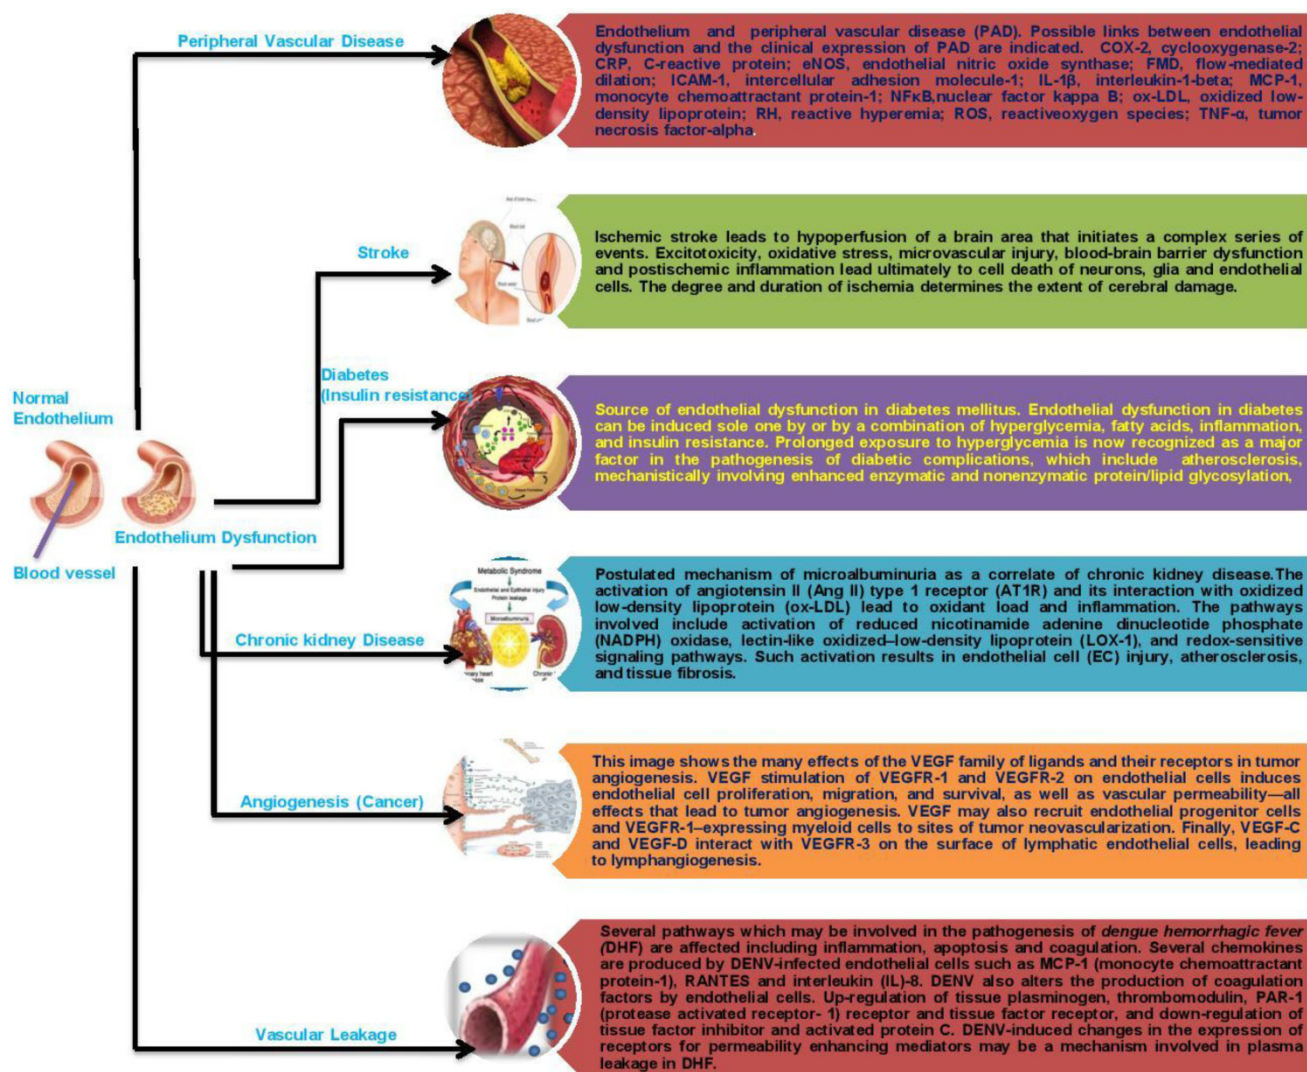 Peripheral Vascular Disease
Endothelium and peripheral vascular disease (PAD). Possible links between endothelial
dysfunction and the clinical expression of PAD are indicated. COX-2, cyclooxygenase-2;
CRP, C-reactive protein; eNOS, endothelial nitric oxide synthase; FMD, flow-mediated
dilation; ICAM-1, intercellular adhesion molecule-1; IL-1β, interleukin-1-beta; MCP-1,
monocyte chemoattractant protein-1; NFκB,nuclear factor kappa B; ox-LDL, oxidized low-
density lipoprotein; RH, reactive hyperemia; ROS, reactiveoxygen species; TNF-α, tumor
necrosis factor-alpha.
Stroke
Ischemic stroke leads to hypoperfusion of a brain area that initiates a complex series of
events. Excitotoxicity, oxidative stress, microvascular injury, blood-brain barrier dysfunction
and postischemic inflammation lead ultimately to cell death of neurons, glia and endothelial
cells. The degree and duration of ischemia determines the extent of cerebral damage.
Diabetes
(Insulin resistance)
Source of endothelial dysfunction in diabetes mellitus. Endothelial dysfunction in diabetes
can be induced sole one by or by a combination of hyperglycemia, fatty acids, inflammation,
and insulin resistance. Prolonged exposure to hyperglycemia is now recognized as a major
factor in the pathogenesis of diabetic complications, which include atherosclerosis,
mechanistically involving enhanced enzymatic and nonenzymatic protein/lipid glycosylation,
Normal
Endothelium
Endothelium Dysfunction
Blood vessel
Chronic kidney Disease
Metabolic Syndrome
Endothelial and Epithelial injury
Protein leakage
Microalbuminuria
Postulated mechanism of microalbuminuria as a correlate of chronic kidney disease.The
activation of angiotensin II (Ang II) type 1 receptor (AT1R) and its interaction with oxidized
low-density lipoprotein (ox-LDL) lead to oxidant load and inflammation. The pathways
involved include activation of reduced nicotinamide adenine dinucleotide phosphate
(NADPH) oxidase, lectin-like oxidized–low-density lipoprotein (LOX-1), and redox-sensitive
signaling pathways. Such activation results in endothelial cell (EC) injury, atherosclerosis,
and tissue fibrosis.
Angiogenesis (Cancer)
This image shows the many effects of the VEGF family of ligands and their receptors in tumor
angiogenesis. VEGF stimulation of VEGFR-1 and VEGFR-2 on endothelial cells induces
endothelial cell proliferation, migration, and survival, as well as vascular permeability—all
effects that lead to tumor angiogenesis. VEGF may also recruit endothelial progenitor cells
and VEGFR-1–expressing myeloid cells to sites of tumor neovascularization. Finally, VEGF-C
and VEGF-D interact with VEGFR-3 on the surface of lymphatic endothelial cells, leading
to lymphangiogenesis.
Vascular Leakage
Several pathways which may be involved in the pathogenesis of dengue hemorrhagic fever
(DHF) are affected including inflammation, apoptosis and coagulation. Several chemokines
are produced by DENV-infected endothelial cells such as MCP-1 (monocyte chemoattractant
protein-1), RANTES and interleukin (IL)-8. DENV also alters the production of coagulation
factors by endothelial cells. Up-regulation of tissue plasminogen, thrombomodulin, PAR-1
(protease activated receptor- 1) receptor and tissue factor receptor, and down-regulation of
tissue factor inhibitor and activated protein C. DENV-induced changes in the expression of
receptors for permeability enhancing mediators may be a mechanism involved in plasma
leakage in DHF.